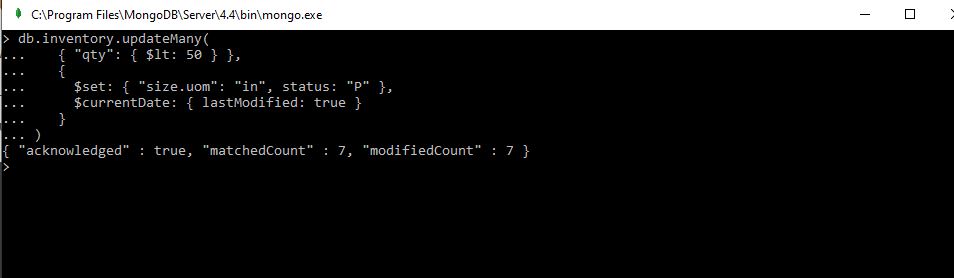 C:\Program Files\MongoDB\Server\4.4\bin\mongo.exe
> db.inventory.updateMany(
...    { "qty": { $lt: 50 } },
...    {
...      $set: { "size.uom": "in", status: "P" },
...      $currentDate: { lastModified: true }
...    }
... )
{ "acknowledged" : true, "matchedCount" : 7, "modifiedCount" : 7 }
>